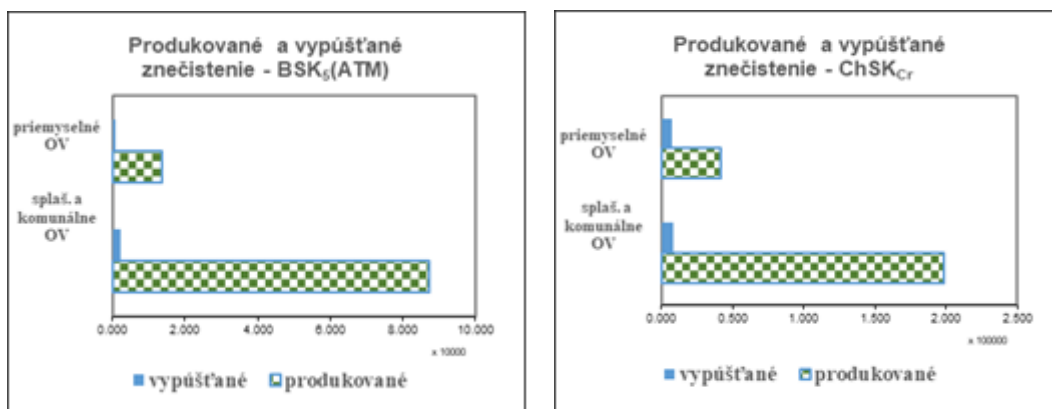 Produkované a vypúšťané
znečistenie - BSK₅(ATM)
priemyselné
OV
splaš. a
komunálne
OV
0.000 2.000 4.000 6.000 8.000 10.000
x 10000
vypúšťané produkované
Produkované a vypúšťané
znečistenie - ChSKCr
priemyselné
OV
splaš. a
komunálne
OV
0.000 0.500 1.000 1.500 2.000 2.500
x 100000
vypúšťané produkované